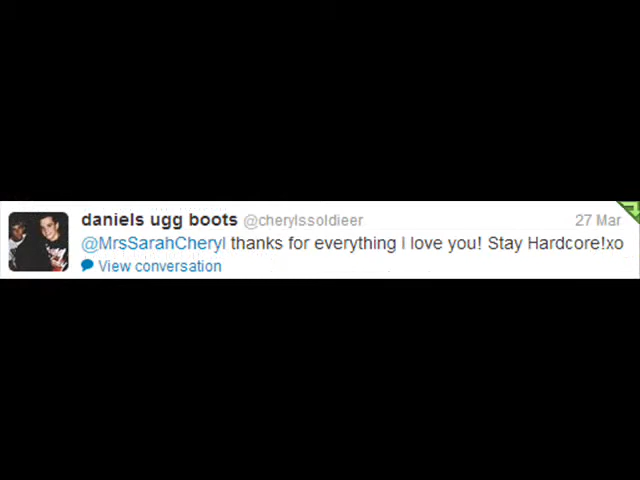 daniels ugg boots @cherylssoldieer 27 Mar
@MrsSarahCheryl thanks for everything I love you! Stay Hardcore!xo
View conversation